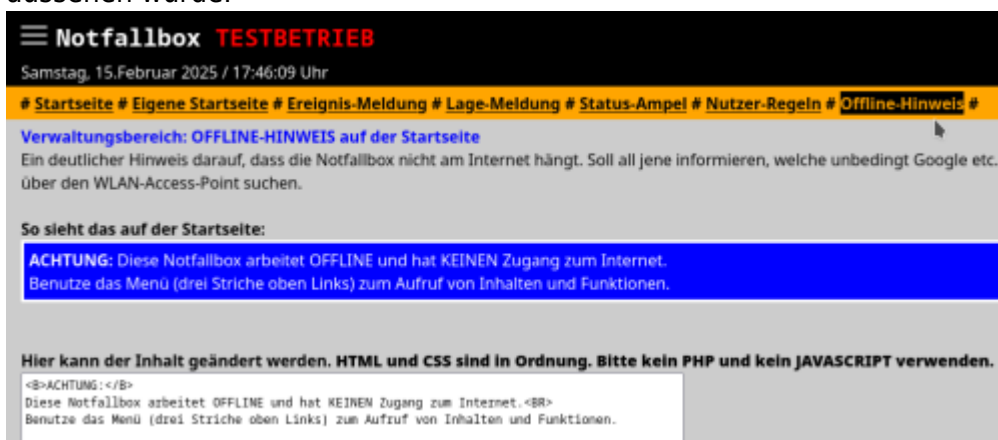 aussehen würde.
Notfallbox TESTBETRIEB
Samstag, 15.Februar 2025 / 17:46:09 Uhr
# Startseite # Eigene Startseite # Ereignis-Meldung # Lage-Meldung # Status-Ampel # Nutzer-Regeln # Offline-Hinweis #
Verwaltungsbereich: OFFLINE-HINWEIS auf der Startseite
Ein deutlicher Hinweis darauf, dass die Notfallbox nicht am Internet hängt. Soll all jene informieren, welche unbedingt Google etc.
über den WLAN-Access-Point suchen.
So sieht das auf der Startseite:
ACHTUNG: Diese Notfallbox arbeitet OFFLINE und hat KEINEN Zugang zum Internet.
Benutze das Menü (drei Striche oben Links) zum Aufruf von Inhalten und Funktionen.
Hier kann der Inhalt geändert werden. HTML und CSS sind in Ordnung. Bitte kein PHP und kein JAVASCRIPT verwenden.
<B>ACHTUNG:</B>
Diese Notfallbox arbeitet OFFLINE und hat KEINEN Zugang zum Internet.<BR>
Benutze das Menü (drei Striche oben Links) zum Aufruf von Inhalten und Funktionen.